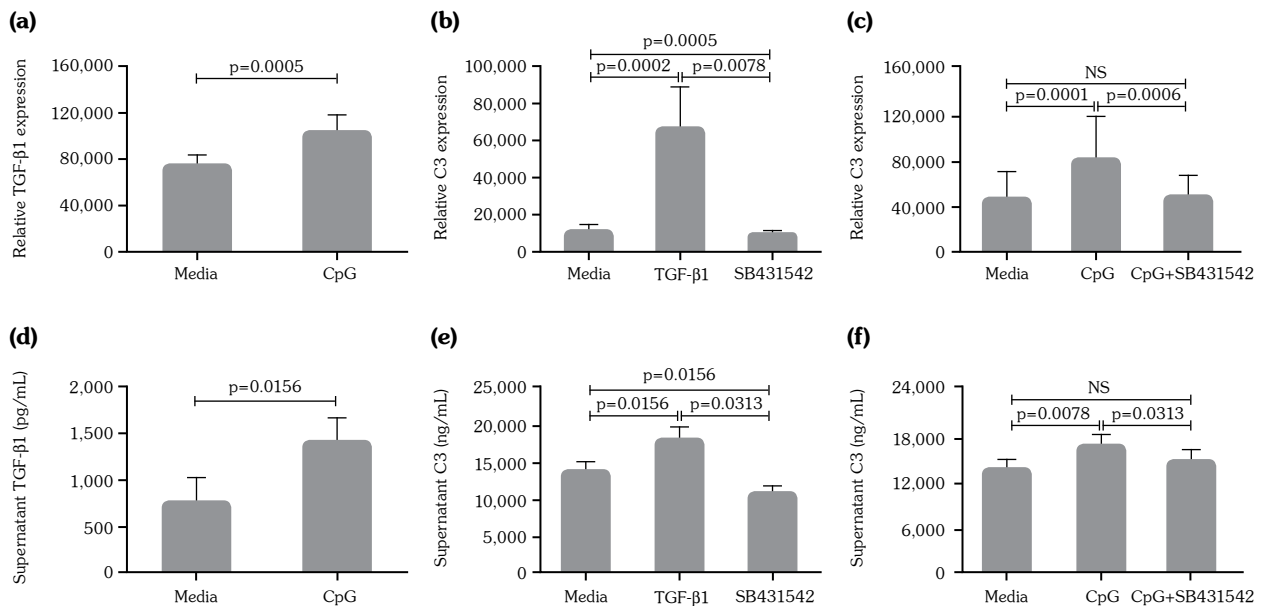 (a)
Relative TGF-β1 expression
160,000
120,000
80,000
40,000
0
p=0.0005
Media
CpG
(b)
Relative C3 expression
100,000
80,000
60,000
40,000
20,000
0
p=0.0005
p=0.0002
p=0.0078
Media
TGF-β1
SB431542
(c)
Relative C3 expression
160,000
120,000
80,000
40,000
0
NS
p=0.0001
p=0.0006
Media
CpG
CpG+SB431542
(d)
Supernatant TGF-β1 (pg/mL)
2,000
1,500
1,000
500
0
p=0.0156
Media
CpG
(e)
Supernatant C3 (ng/mL)
25,000
20,000
15,000
10,000
5,000
0
p=0.0156
p=0.0156
p=0.0313
Media
TGF-β1
SB431542
(f)
Supernatant C3 (ng/mL)
24,000
18,000
12,000
6,000
0
NS
p=0.0078
p=0.0313
Media
CpG
CpG+SB431542